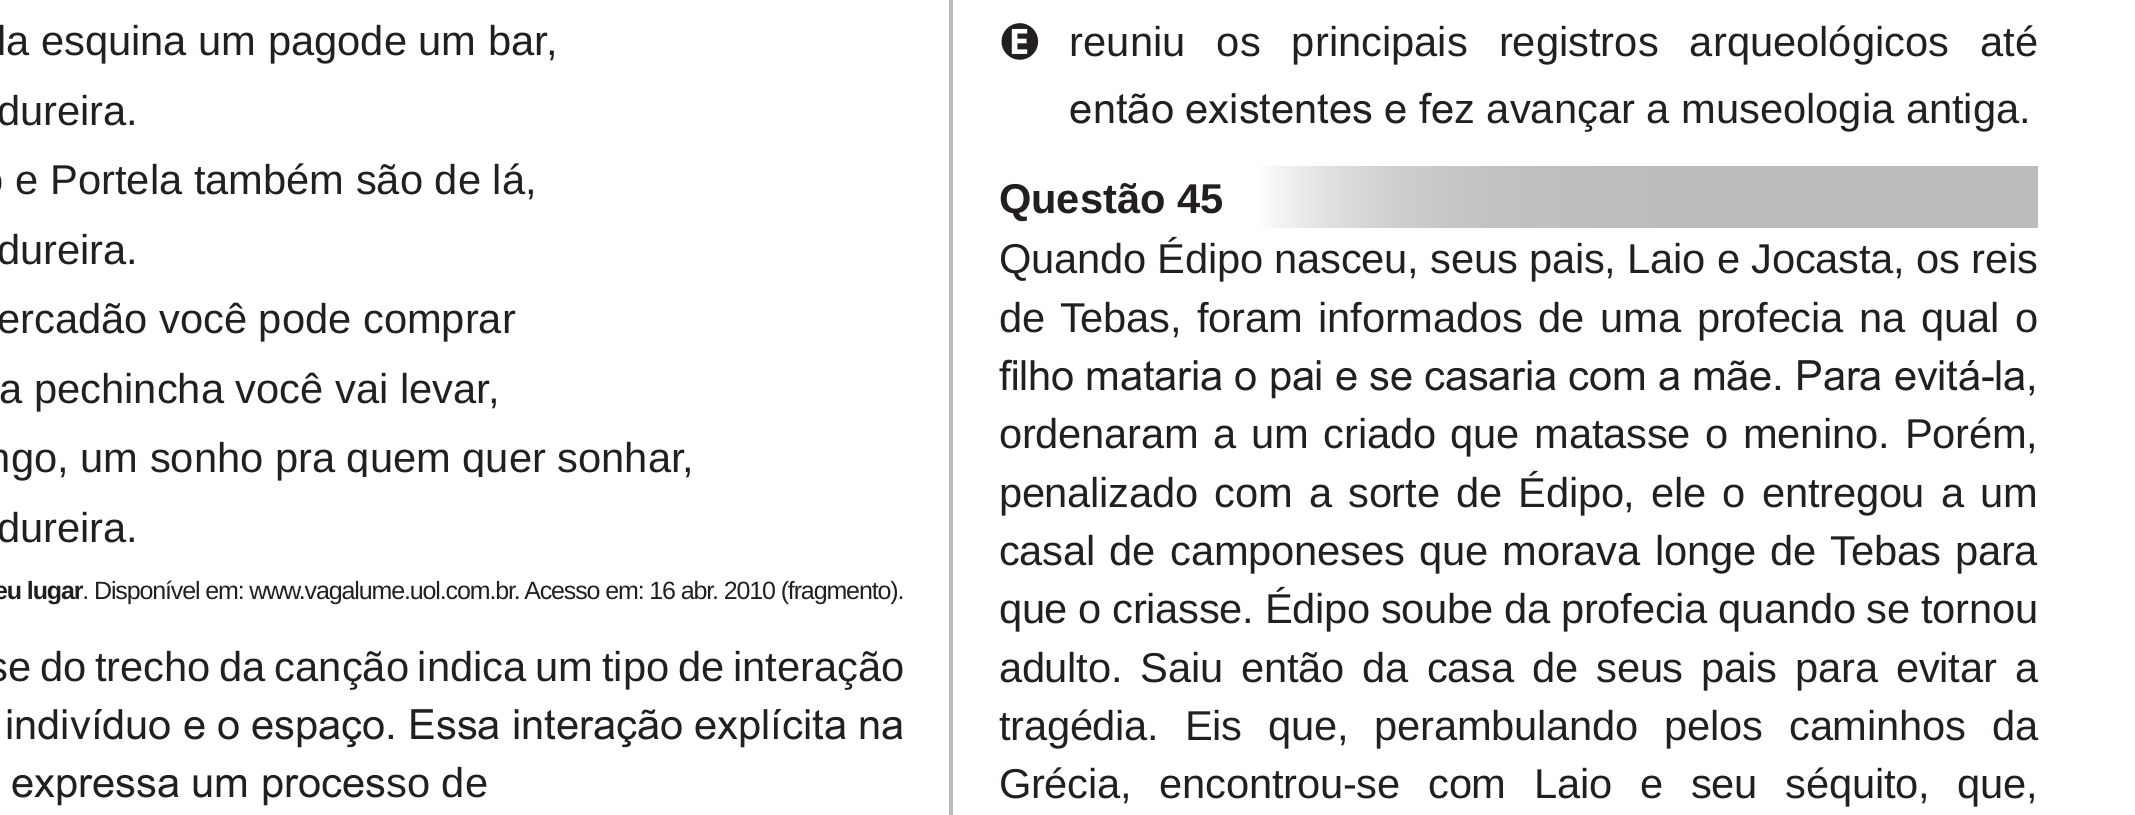 la esquina um pagode um bar,
dureira.
e Portela também são de lá,
dureira.
ercadão você pode comprar
a pechincha você vai levar,
ngo, um sonho pra quem quer sonhar,
dureira.
eu lugar. Disponível em: www.vagalume.uol.com.br. Acesso em: 16 abr. 2010 (fragmento).
se do trecho da canção indica um tipo de interação
indivíduo e o espaço. Essa interação explícita na
expressa um processo de
E reuniu os principais registros arqueológicos até
então existentes e fez avançar a museologia antiga.
Questão 45
Quando Édipo nasceu, seus pais, Laio e Jocasta, os reis
de Tebas, foram informados de uma profecia na qual o
filho mataria o pai e se casaria com a mãe. Para evitá-la,
ordenaram a um criado que matasse o menino. Porém,
penalizado com a sorte de Édipo, ele o entregou a um
casal de camponeses que morava longe de Tebas para
que o criasse. Édipo soube da profecia quando se tornou
adulto. Saiu então da casa de seus pais para evitar a
tragédia. Eis que, perambulando pelos caminhos da
Grécia, encontrou-se com Laio e seu séquito, que,